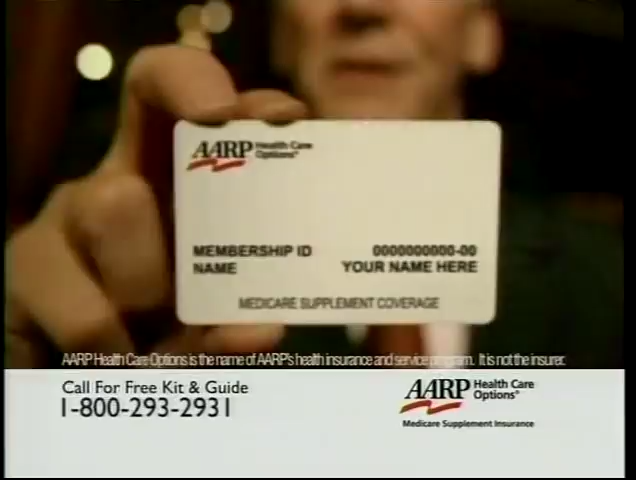 AARP Health Care Options®
MEMBERSHIP ID 0000000000-00
NAME YOUR NAME HERE
MEDICARE SUPPLEMENT COVERAGE
AARP Health Care Options is the name of AARP's health insurance and service program. It is not the insurer.
Call For Free Kit & Guide
1-800-293-2931
AARP Health Care Options®
Medicare Supplement Insurance